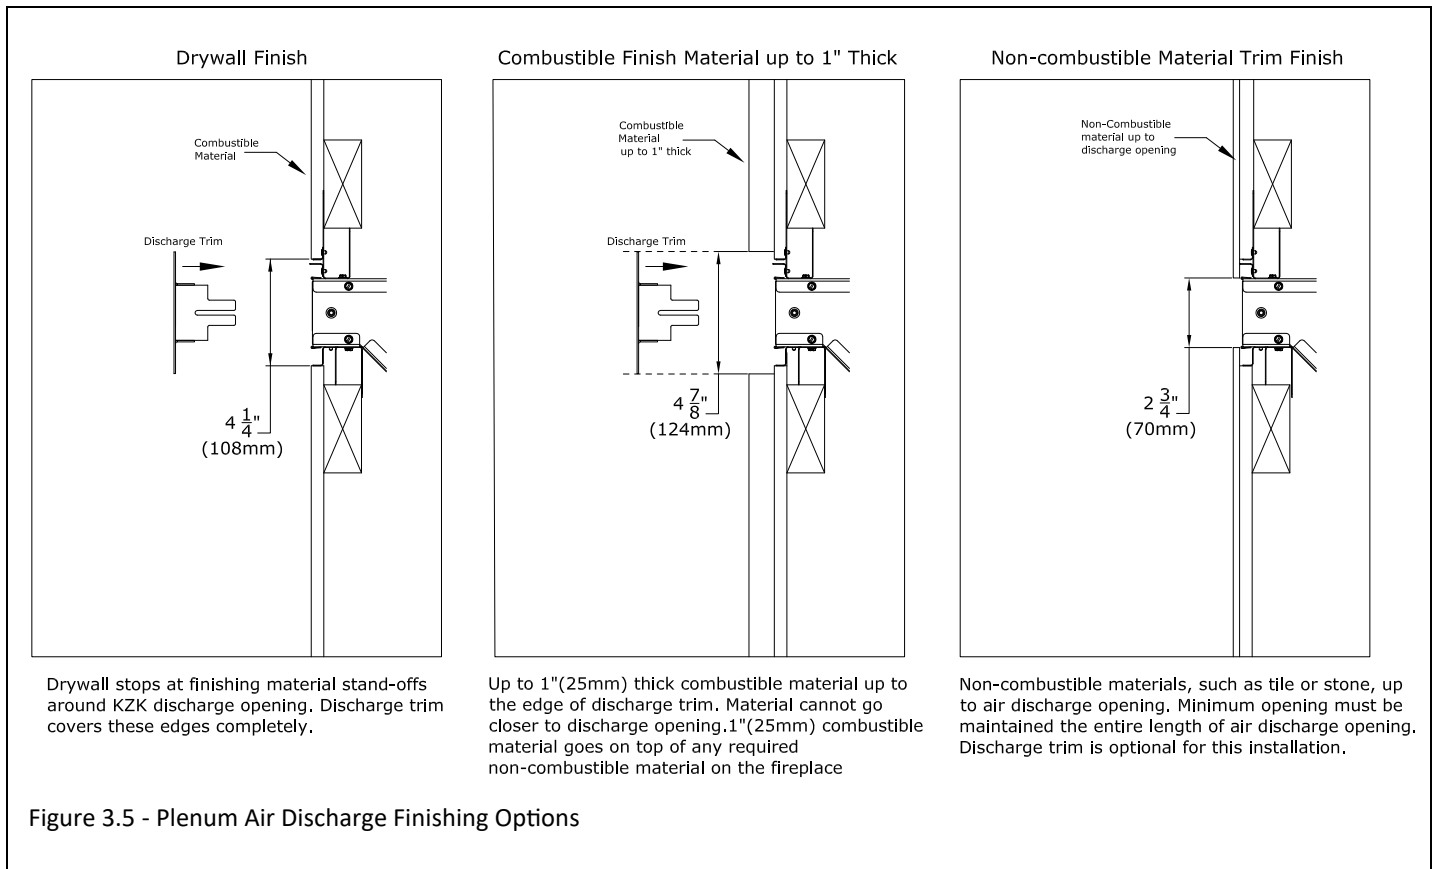 Drywall Finish
Combustible
Material
Discharge Trim
4 1/4"
(108mm)
Drywall stops at finishing material stand-offs
around KZK discharge opening. Discharge trim
covers these edges completely.
Combustible Finish Material up to 1" Thick
Combustible
Material
up to 1" thick
Discharge Trim
4 7/8"
(124mm)
Up to 1"(25mm) thick combustible material up to
the edge of discharge trim. Material cannot go
closer to discharge opening.1"(25mm) combustible
material goes on top of any required
non-combustible material on the fireplace
Non-combustible Material Trim Finish
Non-Combustible
material up to
discharge opening
2 3/4"
(70mm)
Non-combustible materials, such as tile or stone, up
to air discharge opening. Minimum opening must be
maintained the entire length of air discharge opening.
Discharge trim is optional for this installation.
Figure 3.5 - Plenum Air Discharge Finishing Options